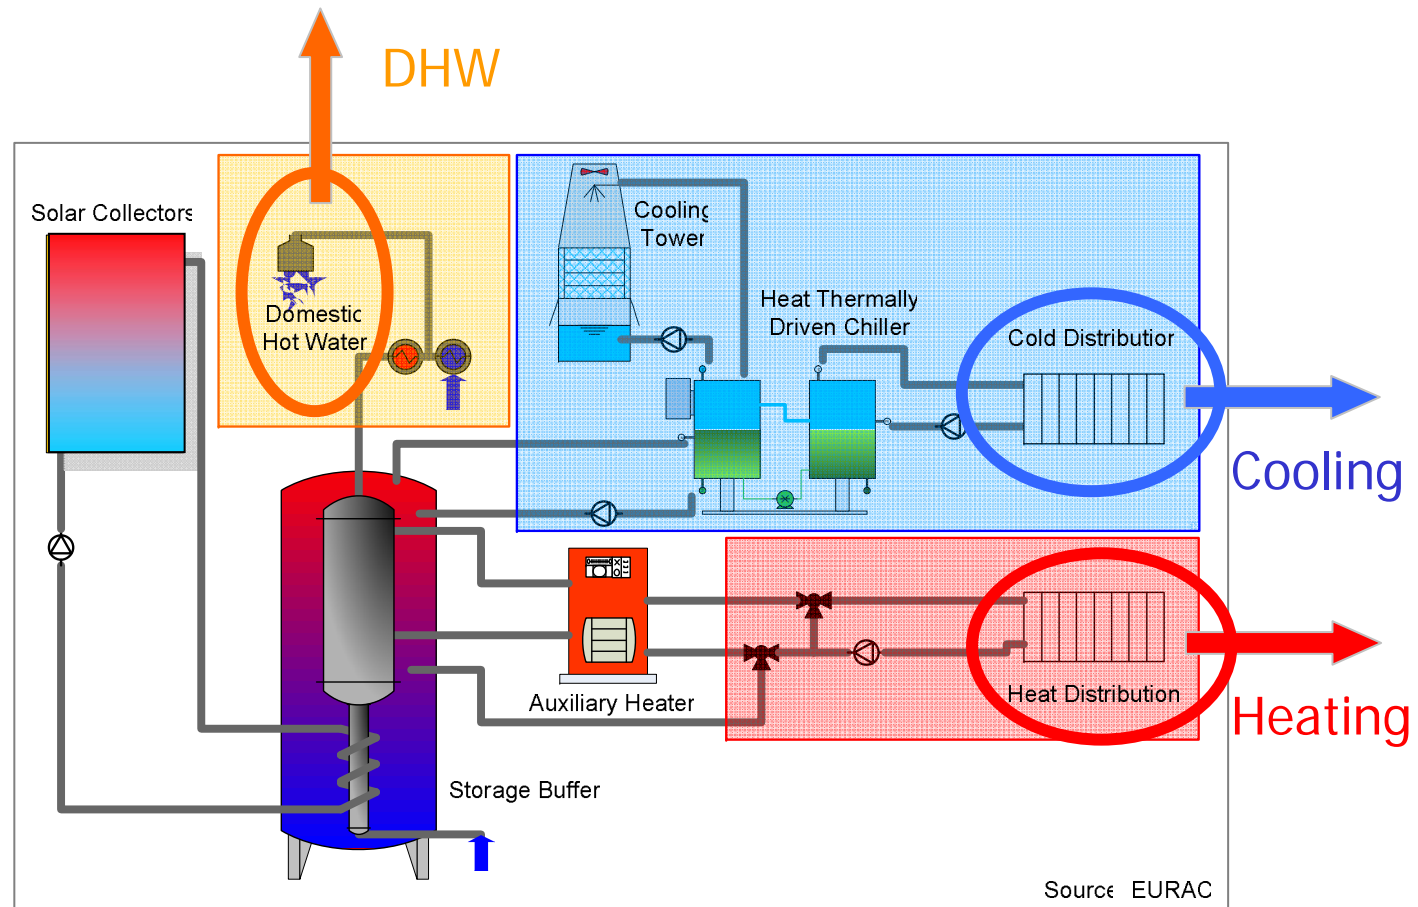 DHW
Solar Collectors
Cooling
Tower
Domestic
Hot Water
Heat Thermally
Driven Chiller
Cold Distribution
Cooling
Auxiliary Heater
Heat Distribution
Heating
Storage Buffer
Source EURAC